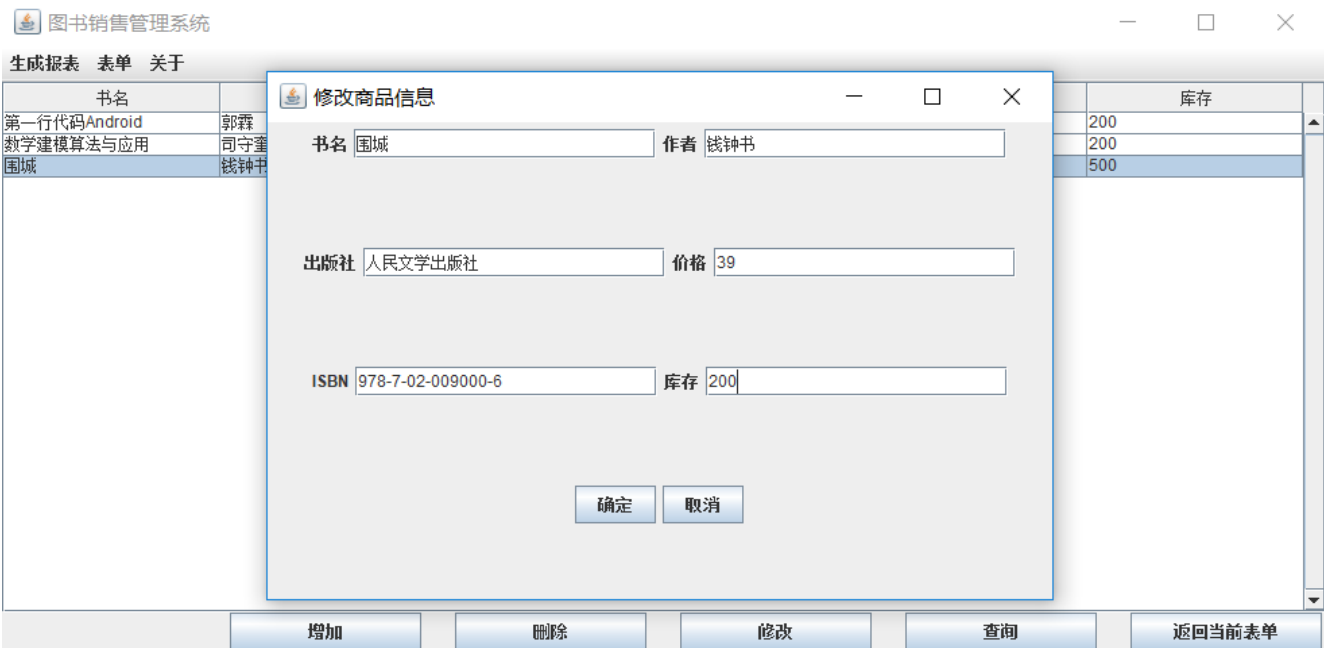 图书销售管理系统
生成报表 表单 关于
书名 库存
第一行代码Android 郭霖 200
数学建模算法与应用 司守奎 200
围城 钱钟书 500
修改商品信息
书名 围城 作者 钱钟书
出版社 人民文学出版社 价格 39
ISBN 978-7-02-009000-6 库存 200
确定 取消
增加 删除 修改 查询 返回当前表单